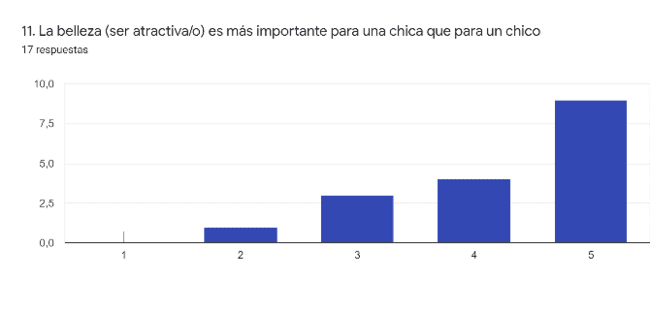 11. La belleza (ser atractiva/o) es más importante para una chica que para un chico
17 respuestas
10,0
7,5
5,0
2,5
0,0
1 2 3 4 5